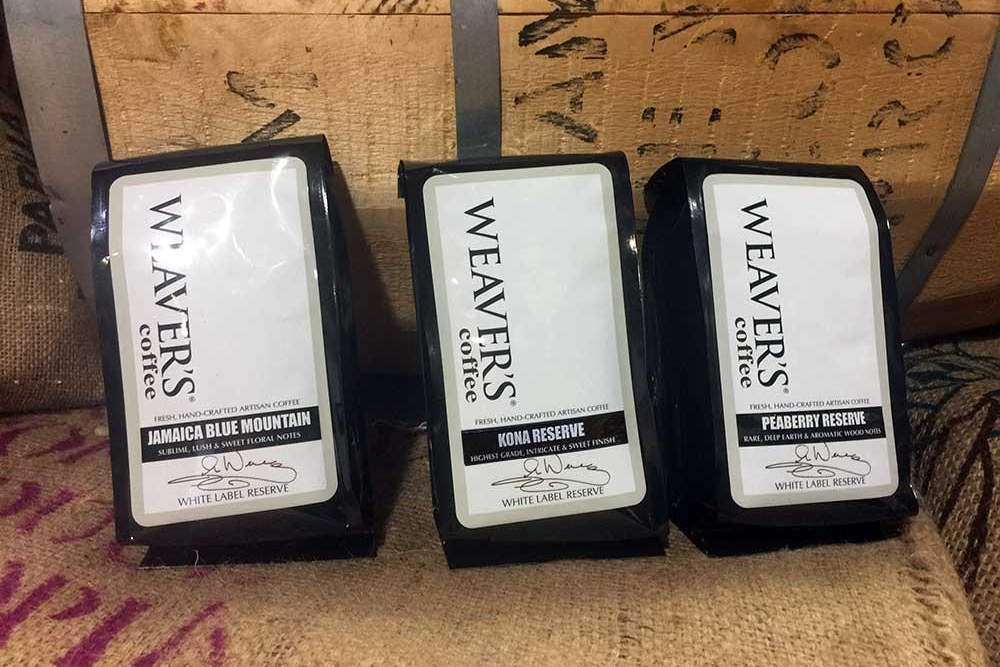 WEAVER'S
coffee
®
FRESH, HAND-CRAFTED ARTISAN COFFEE
JAMAICA BLUE MOUNTAIN
SUBLIME, LUSH & SWEET FLORAL NOTES
WHITE LABEL RESERVE
WEAVER'S
coffee
®
FRESH, HAND-CRAFTED ARTISAN COFFEE
KONA RESERVE
HIGHEST GRADE, INTRICATE & SWEET FINISH
WHITE LABEL RESERVE
WEAVER'S
coffee
®
FRESH, HAND-CRAFTED ARTISAN COFFEE
PEABERRY RESERVE
RARE, DEEP EARTH & AROMATIC WOOD NOTES
WHITE LABEL RESERVE